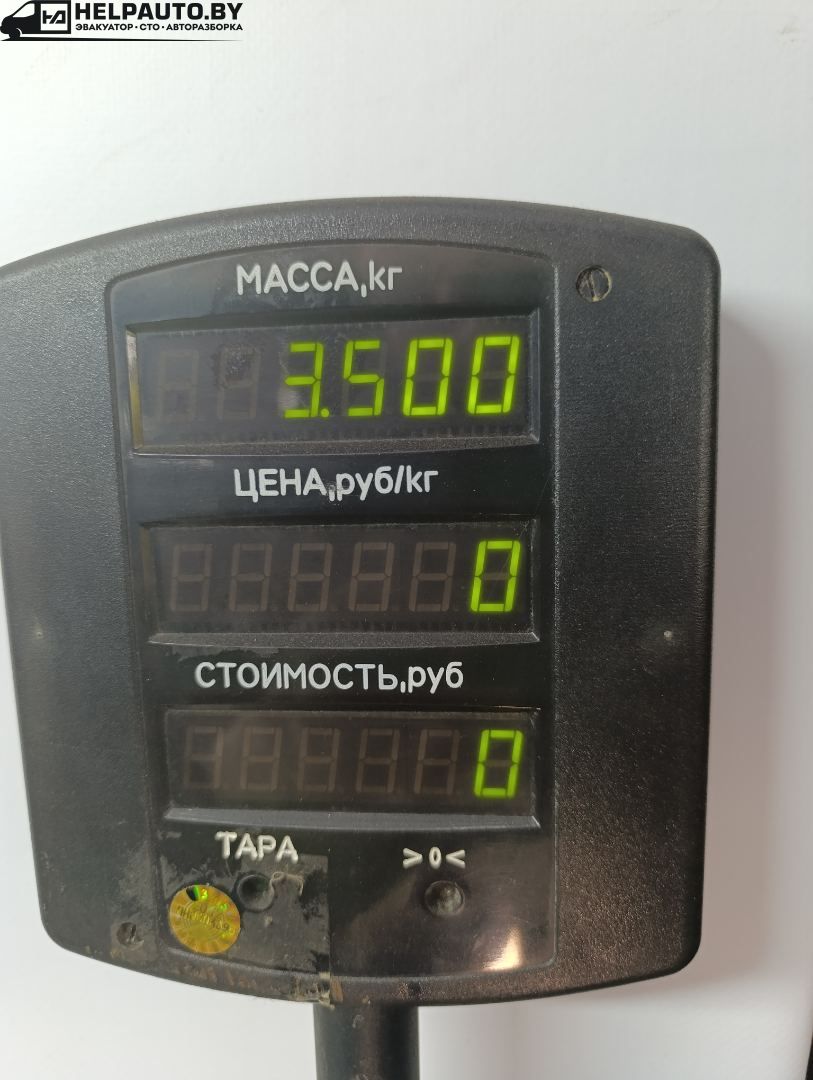 HELPAUTO.BY
ЭВАКУАТОР • СТО • АВТОРАЗБОРКА
МАССА,кг
3.500
ЦЕНА,руб/кг
0
СТОИМОСТЬ,руб
0
ТАРА
>0<